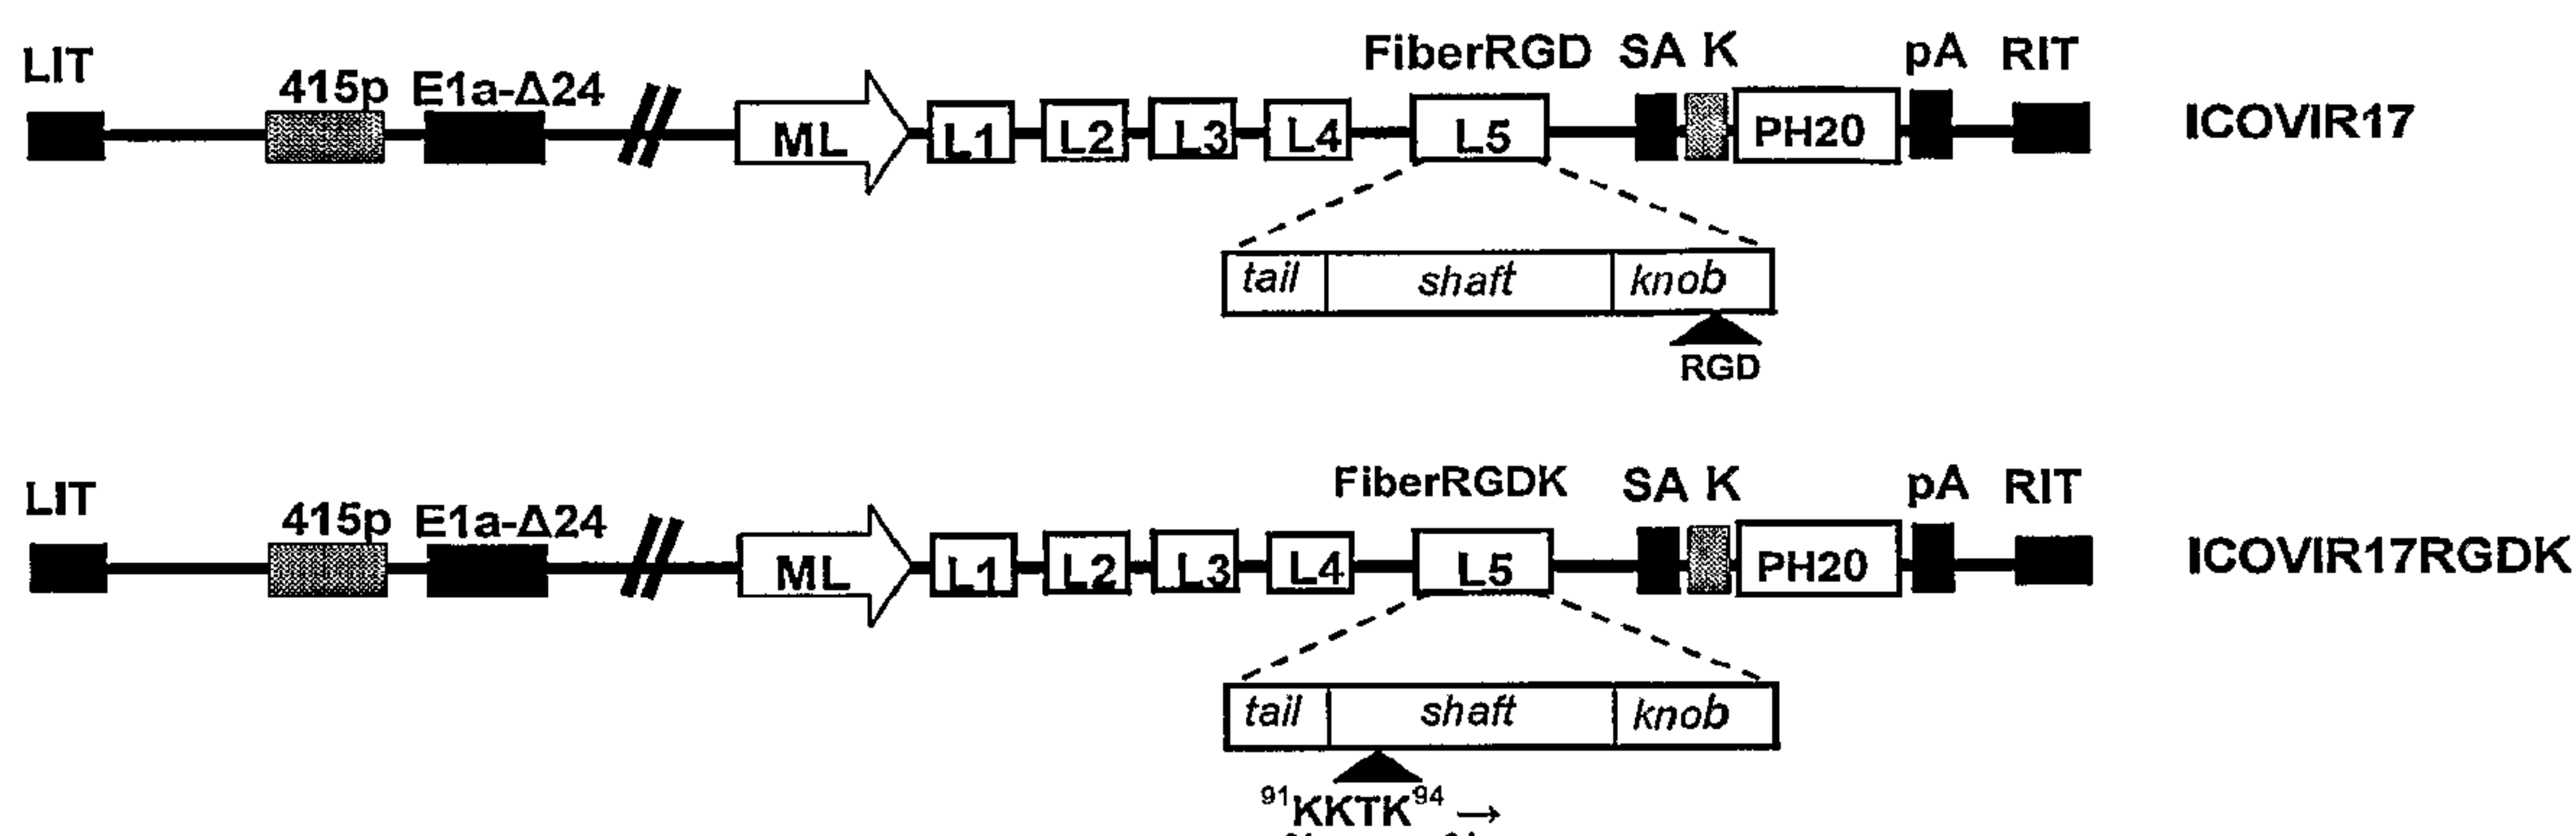 LIT 415p E1a-Δ24 FiberRGD SA K pA RIT
ML L1 L2 L3 L4 L5 PH20 ICOVIR17
tail shaft knob
RGD
LIT 415p E1a-Δ24 FiberRGDK SA K pA RIT
ML L1 L2 L3 L4 L5 PH20 ICOVIR17RGDK
tail shaft knob
⁹¹KKTK⁹⁴ →